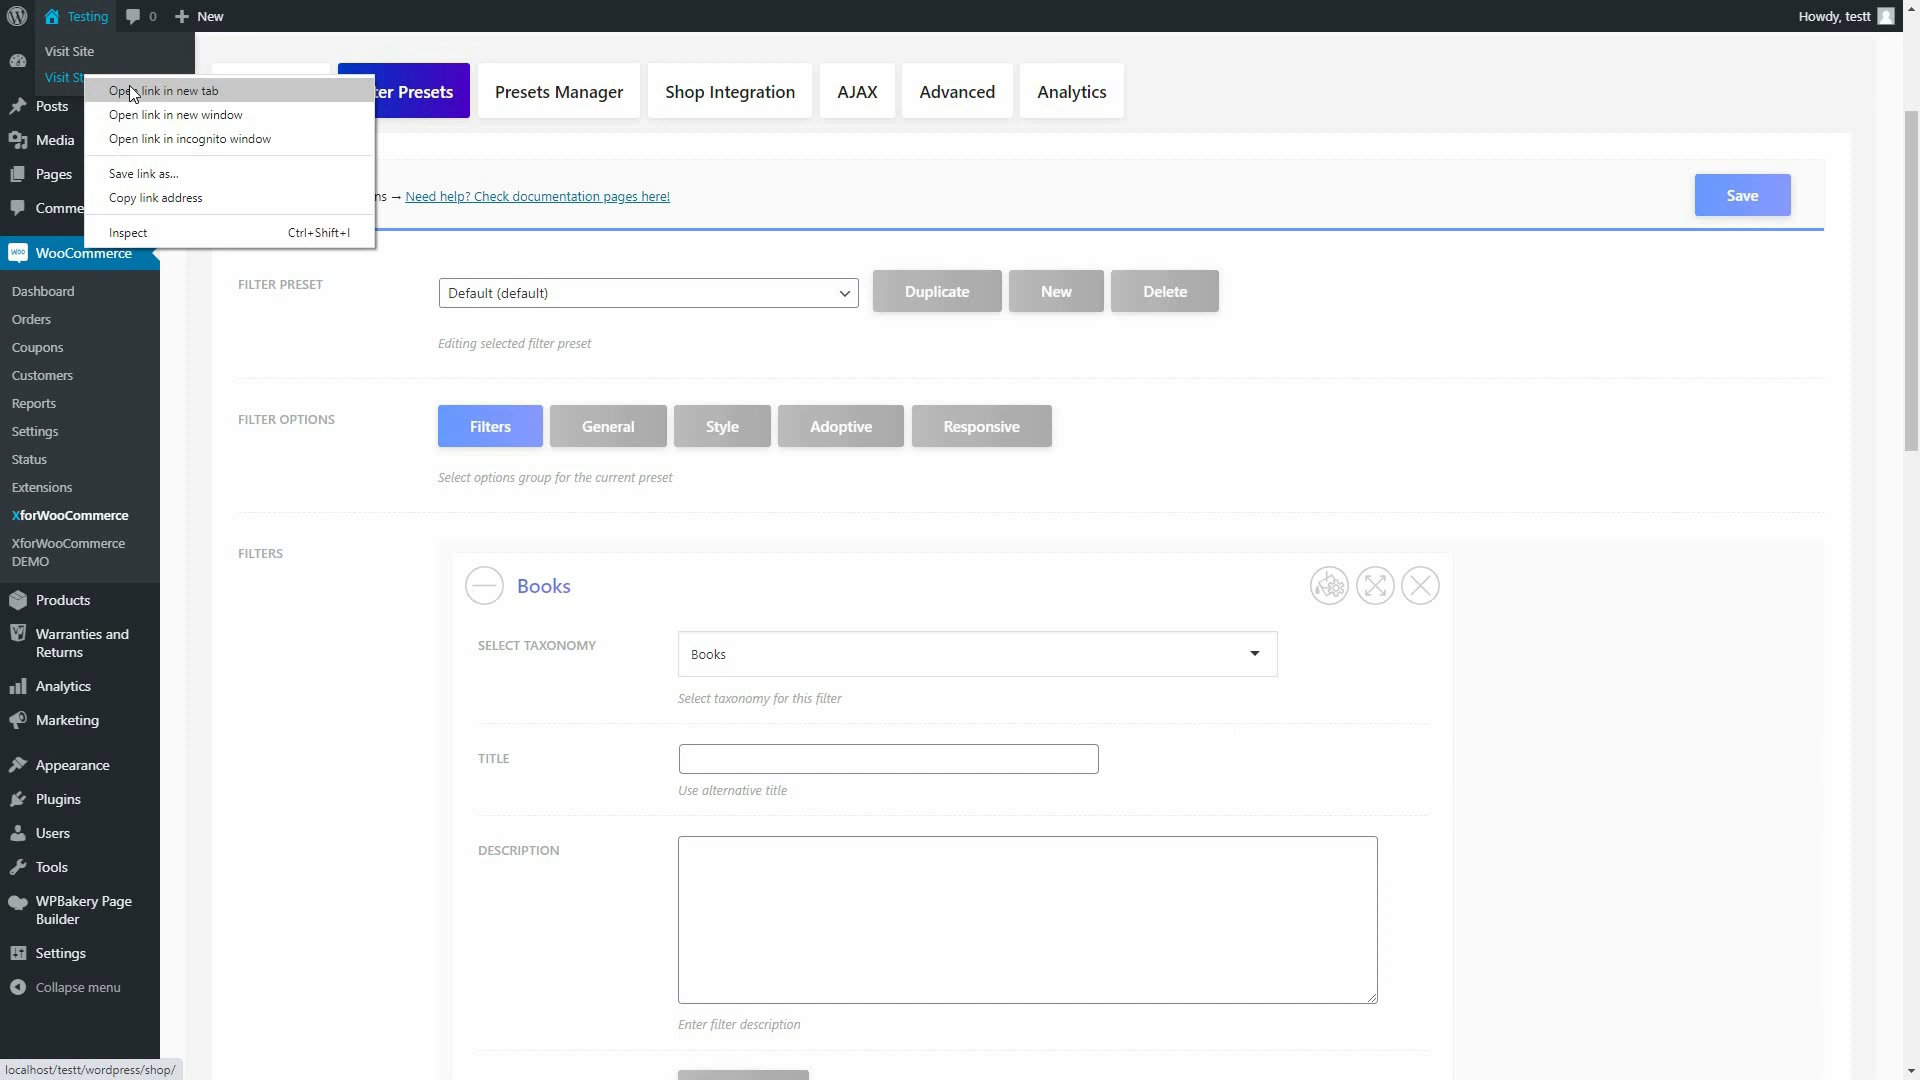 Testing
0
New
Howdy, testt
Visit Site
Visit St
Open link in new tab
Open link in new window
Open link in incognito window
Save link as...
Copy link address
Inspect Ctrl+Shift+I
ter Presets
Presets Manager
Shop Integration
AJAX
Advanced
Analytics
ns → Need help? Check documentation pages here!
Save
Posts
Media
Pages
Comme
WooCommerce
Dashboard
Orders
Coupons
Customers
Reports
Settings
Status
Extensions
XforWooCommerce
XforWooCommerce
DEMO
Products
Warranties and
Returns
Analytics
Marketing
Appearance
Plugins
Users
Tools
WPBakery Page
Builder
Settings
Collapse menu
FILTER PRESET
Default (default)
Duplicate
New
Delete
Editing selected filter preset
FILTER OPTIONS
Filters
General
Style
Adoptive
Responsive
Select options group for the current preset
FILTERS
Books
SELECT TAXONOMY
Books
Select taxonomy for this filter
TITLE
Use alternative title
DESCRIPTION
Enter filter description
localhost/testt/wordpress/shop/